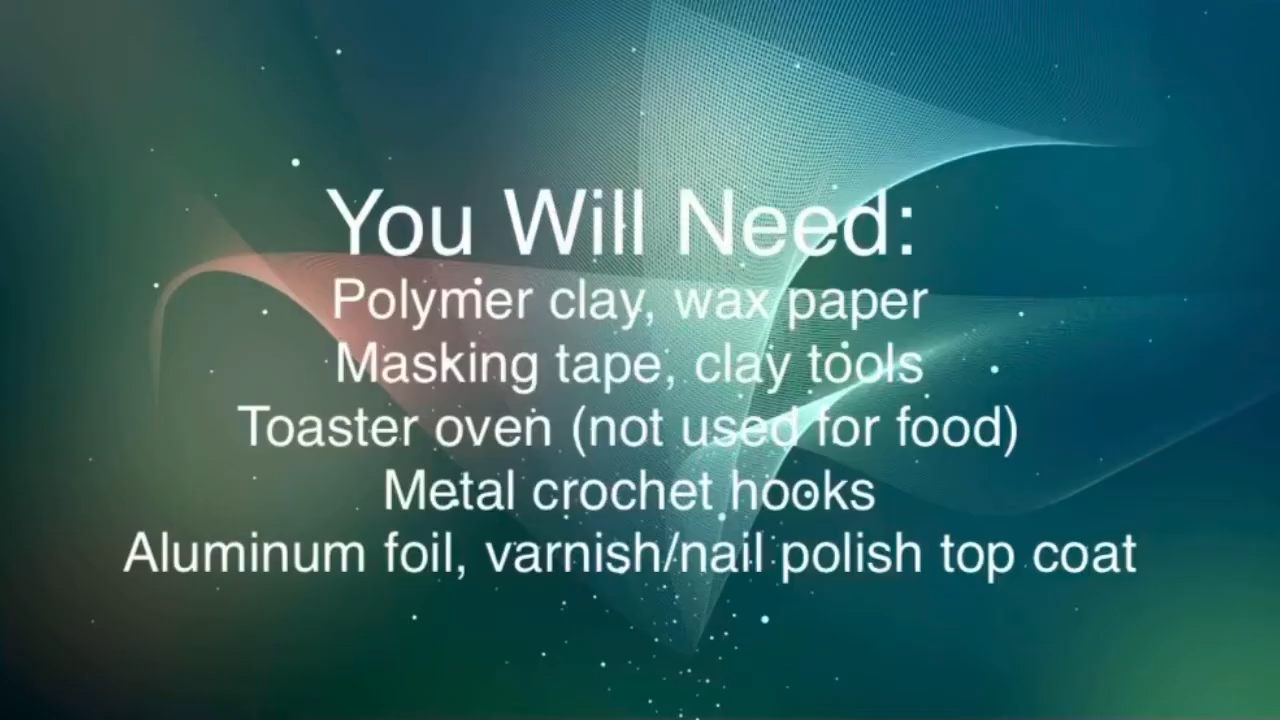 You Will Need:
Polymer clay, wax paper
Masking tape, clay tools
Toaster oven (not used for food)
Metal crochet hooks
Aluminum foil, varnish/nail polish top coat